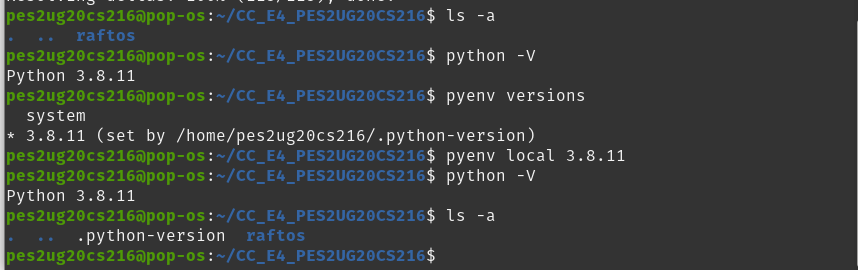 pes2ug20cs216@pop-os:~/CC_E4_PES2UG20CS216$ ls -a
.  ..  raftos
pes2ug20cs216@pop-os:~/CC_E4_PES2UG20CS216$ python -V
Python 3.8.11
pes2ug20cs216@pop-os:~/CC_E4_PES2UG20CS216$ pyenv versions
  system
* 3.8.11 (set by /home/pes2ug20cs216/.python-version)
pes2ug20cs216@pop-os:~/CC_E4_PES2UG20CS216$ pyenv local 3.8.11
pes2ug20cs216@pop-os:~/CC_E4_PES2UG20CS216$ python -V
Python 3.8.11
pes2ug20cs216@pop-os:~/CC_E4_PES2UG20CS216$ ls -a
.  ..  .python-version  raftos
pes2ug20cs216@pop-os:~/CC_E4_PES2UG20CS216$